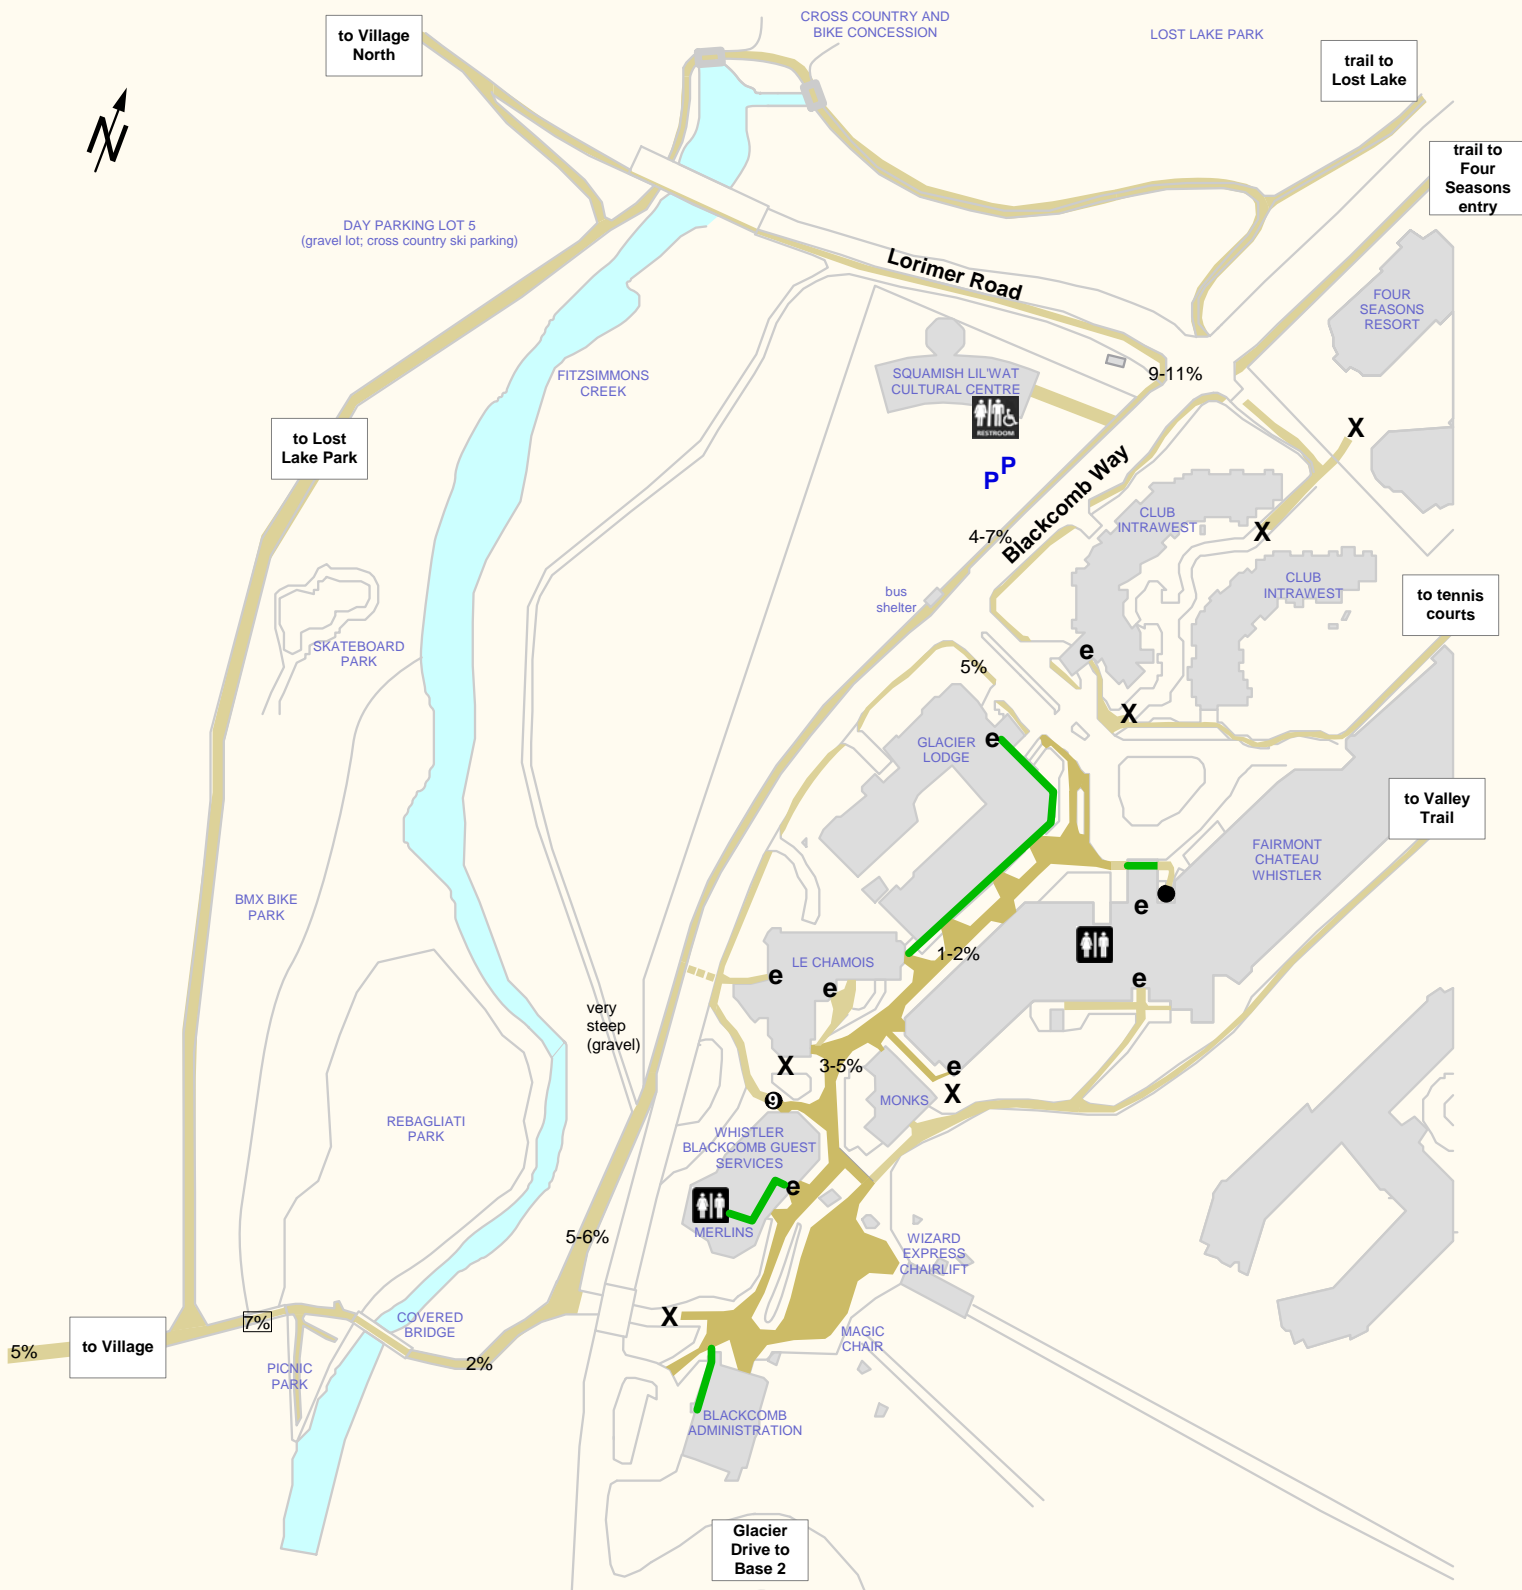 CROSS COUNTRY AND
BIKE CONCESSION
LOST LAKE PARK
to Village
North
trail to
Lost Lake
N
trail to
Four
Seasons
entry
DAY PARKING LOT 5
(gravel lot; cross country ski parking)
Lorimer Road
FOUR
SEASONS
RESORT
FITZSIMMONS
CREEK
SQUAMISH LIL'WAT
CULTURAL CENTRE
9-11%
RESTROOM
X
to Lost
Lake Park
P
P
Blackcomb Way
CLUB
INTRAWEST
X
4-7%
bus
shelter
CLUB
INTRAWEST
to tennis
courts
SKATEBOARD
PARK
e
5%
X
e
GLACIER
LODGE
to Valley
Trail
FAIRMONT
CHATEAU
WHISTLER
BMX BIKE
PARK
e
1-2%
LE CHAMOIS
e
e
e
very
steep
(gravel)
X
3-5%
e
X
9
MONKS
REBAGLIATI
PARK
WHISTLER
BLACKCOMB GUEST
SERVICES
e
MERLINS
5-6%
WIZARD
EXPRESS
CHAIRLIFT
X
7%
COVERED
BRIDGE
MAGIC
CHAIR
5%
to Village
2%
PICNIC
PARK
BLACKCOMB
ADMINISTRATION
Glacier
Drive to
Base 2